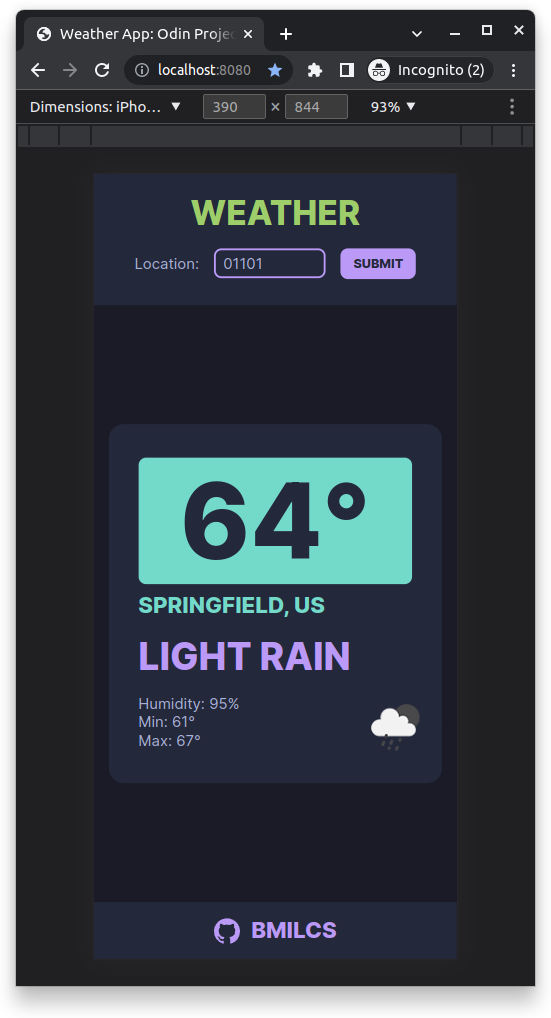 Weather App: Odin Projec
localhost:8080
Incognito (2)
Dimensions: iPho... 390 × 844 93%
WEATHER
Location: 01101 SUBMIT
64°
SPRINGFIELD, US
LIGHT RAIN
Humidity: 95%
Min: 61°
Max: 67°
BMILCS